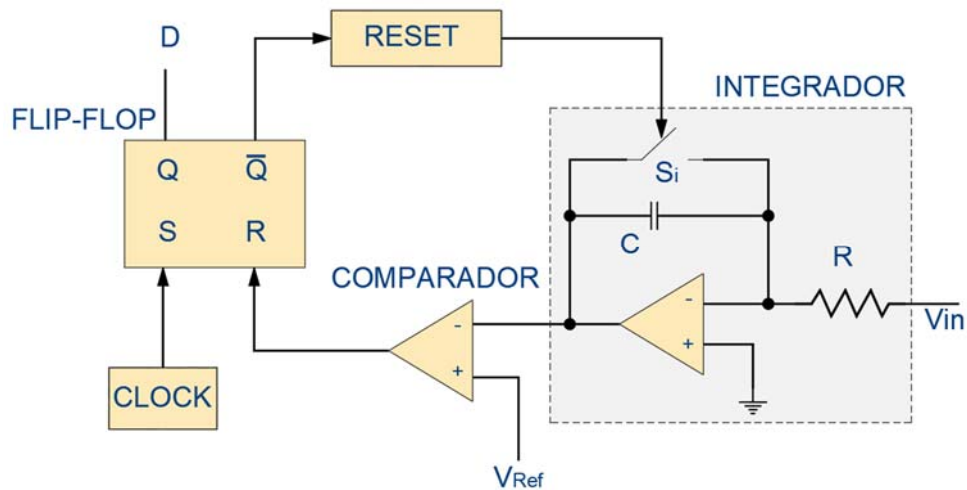 D
RESET
INTEGRADOR
FLIP-FLOP
Q Q̅
Si
S R
C
R
COMPARADOR
-
-
Vin
+
+
CLOCK
VRef